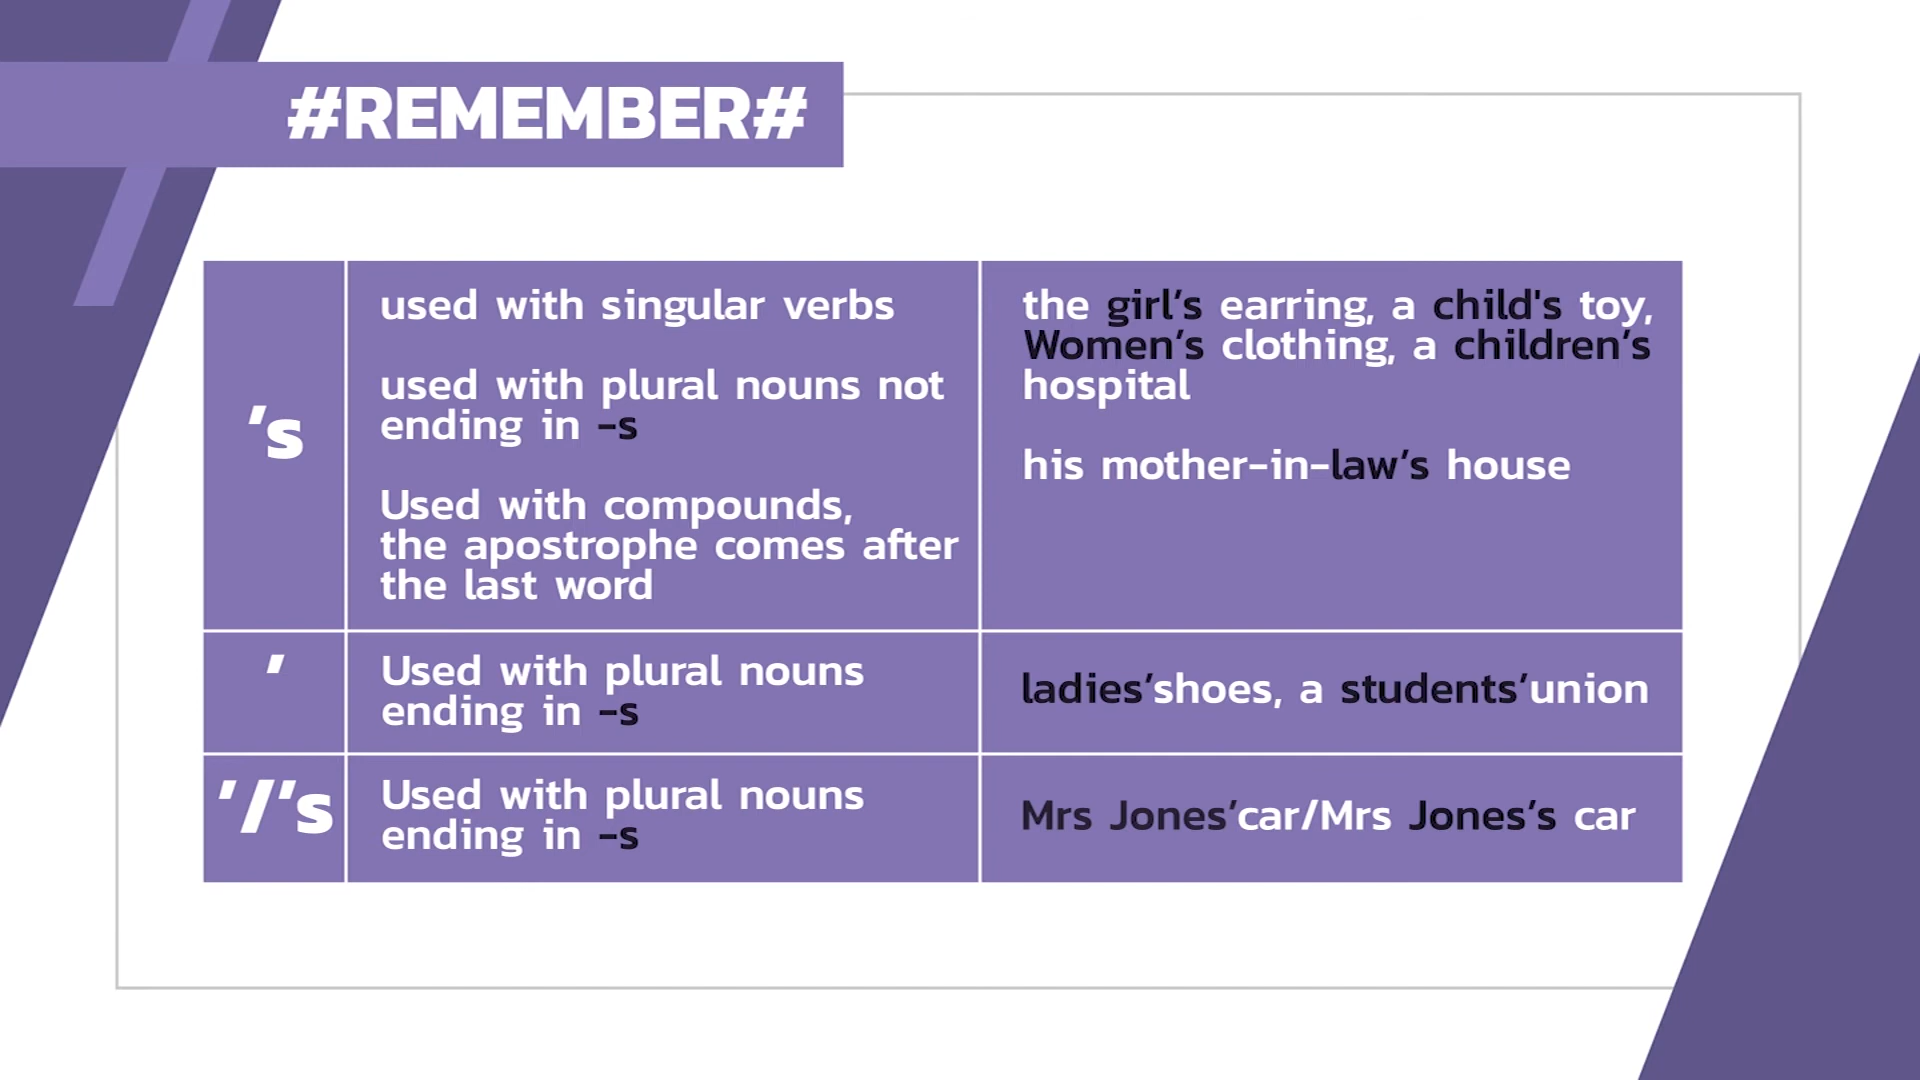 #REMEMBER#
’s
used with singular verbs
used with plural nouns not
ending in -s
Used with compounds,
the apostrophe comes after
the last word
the girl’s earring, a child's toy,
Women’s clothing, a children’s
hospital
his mother-in-law’s house
’
Used with plural nouns
ending in -s
ladies’shoes, a students’union
’/’s
Used with plural nouns
ending in -s
Mrs Jones’car/Mrs Jones’s car